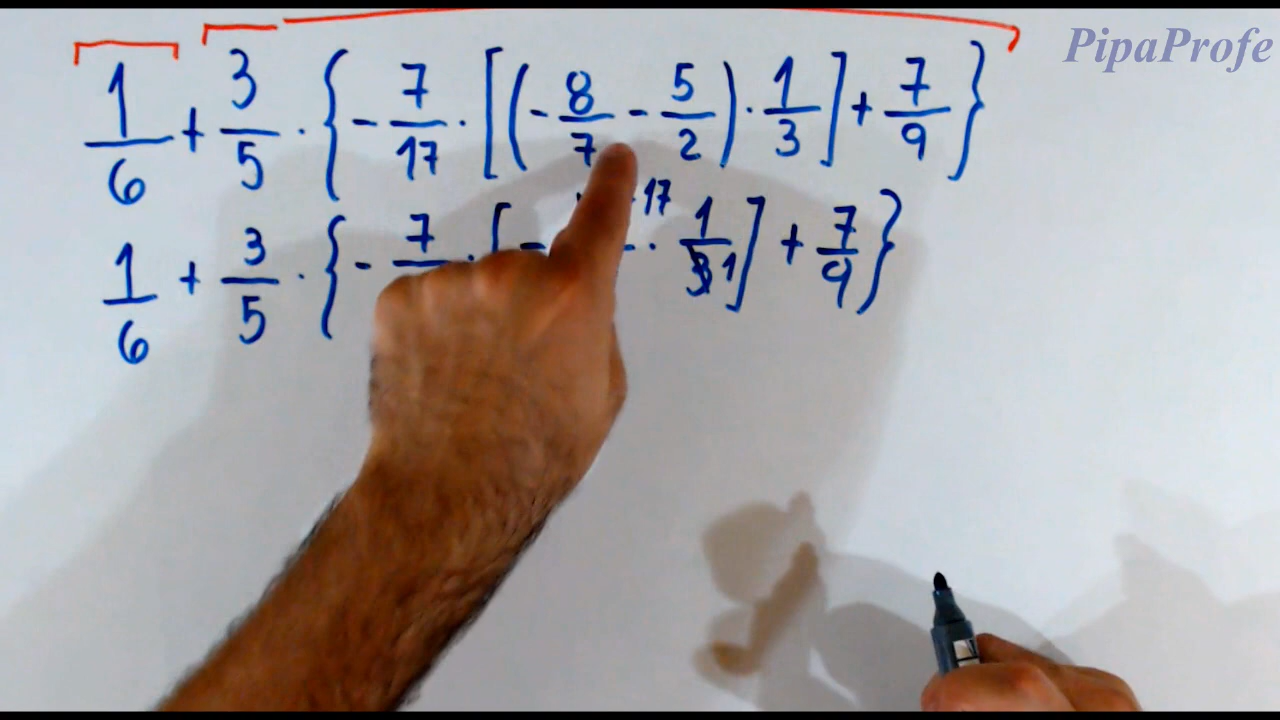 PipaProfe
1/6 + 3/5 · { - 7/17 · [ ( - 8/7 - 5/2 ) · 1/3 ] + 7/9 }
1/6 + 3/5 · { - 7 · [ - 17 · 1/3 1 ] + 7/9 }